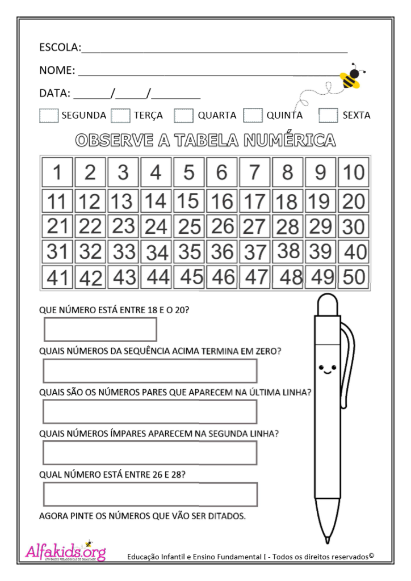 ESCOLA:
NOME:
DATA: ______/______/_________
SEGUNDA TERÇA QUARTA QUINTA SEXTA
OBSERVE A TABELA NUMÉRICA
1 2 3 4 5 6 7 8 9 10
11 12 13 14 15 16 17 18 19 20
21 22 23 24 25 26 27 28 29 30
31 32 33 34 35 36 37 38 39 40
41 42 43 44 45 46 47 48 49 50
QUE NÚMERO ESTÁ ENTRE 18 E O 20?
QUAIS NÚMEROS DA SEQUÊNCIA ACIMA TERMINA EM ZERO?
QUAIS SÃO OS NÚMEROS PARES QUE APARECEM NA ÚLTIMA LINHA?
QUAIS NÚMEROS ÍMPARES APARECEM NA SEGUNDA LINHA?
QUAL NÚMERO ESTÁ ENTRE 26 E 28?
AGORA PINTE OS NÚMEROS QUE VÃO SER DITADOS.
Alfakids.org
Educação Infantil e Ensino Fundamental I - Todos os direitos reservados©